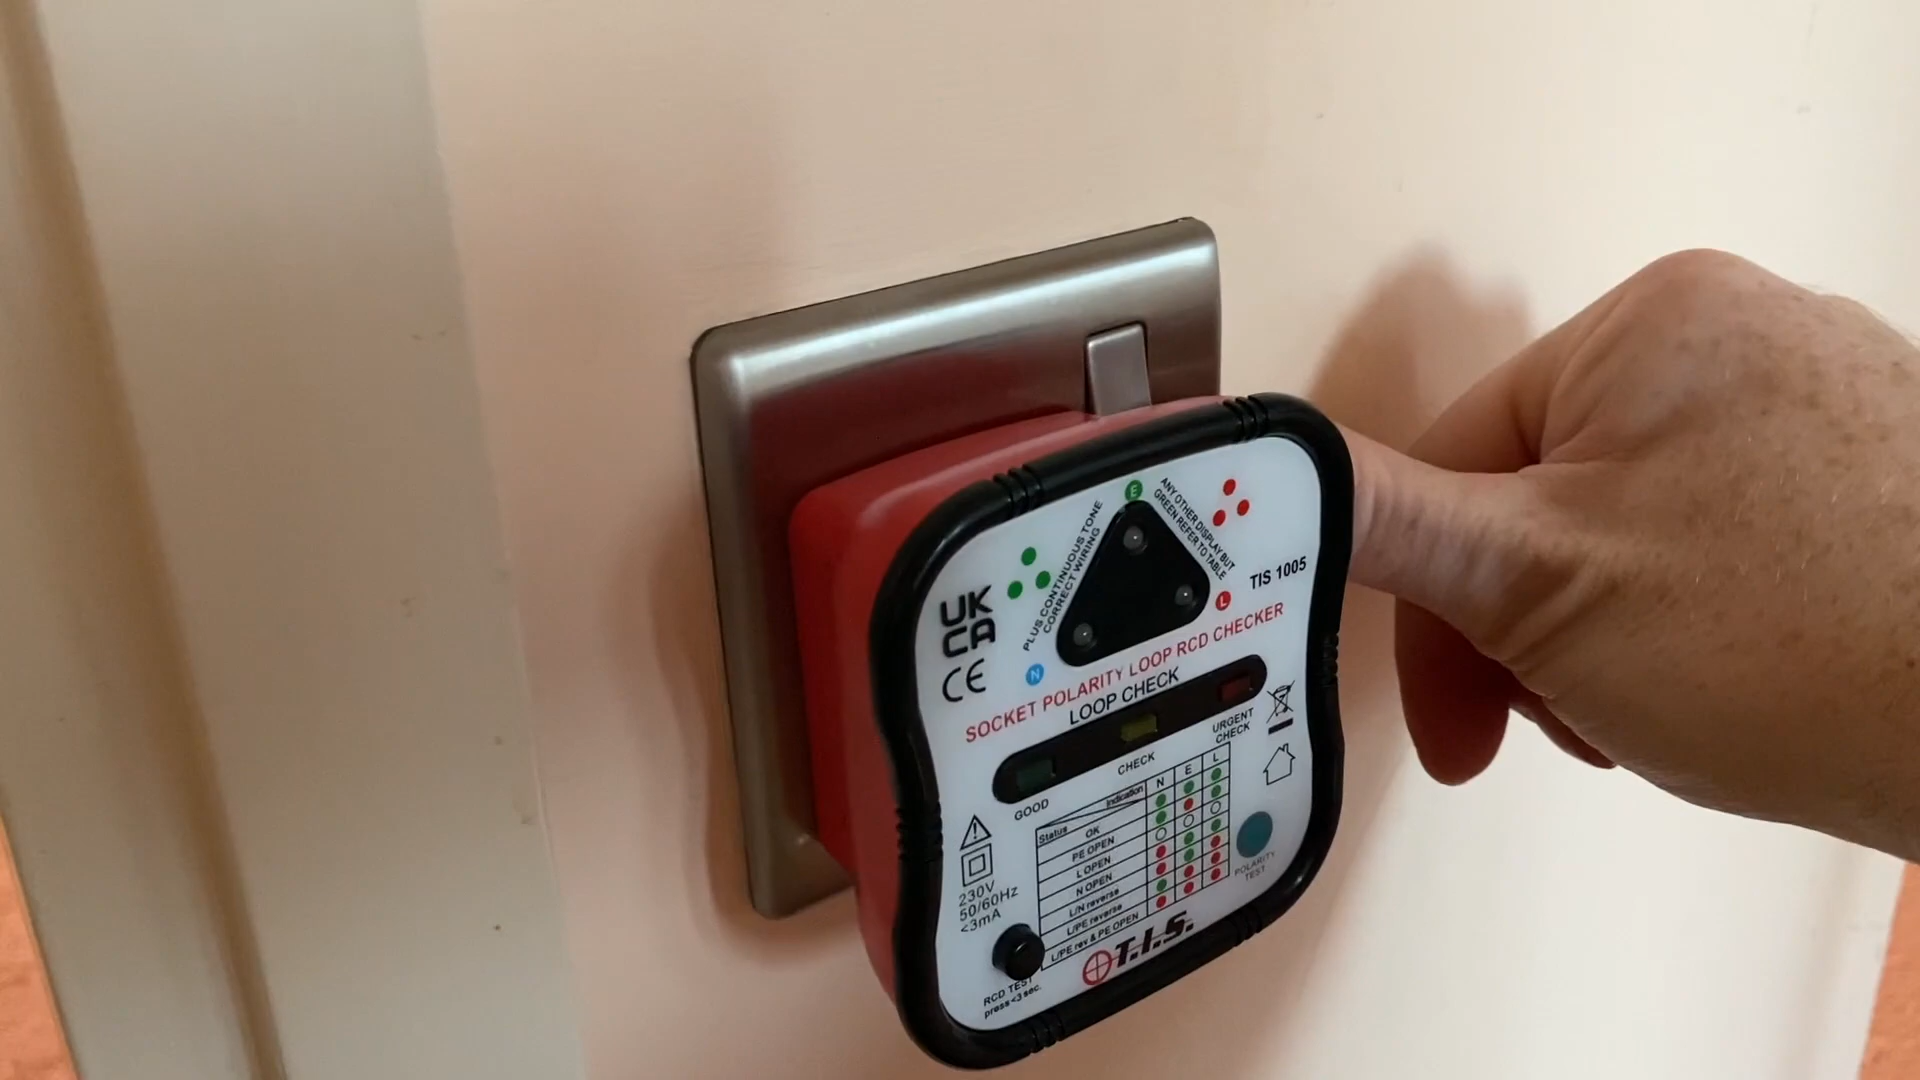 E
PLUS CONTINUOUS TONE
CORRECT WIRING
ANY OTHER DISPLAY BUT
GREEN REFER TO TABLE
UK
CA
CE
TIS 1005
N
L
SOCKET POLARITY LOOP RCD CHECKER
LOOP CHECK
GOOD
CHECK
URGENT
CHECK
Indication
N E L
Status
OK
PE OPEN
L OPEN
N OPEN
L/N reverse
L/PE reverse
L/PE rev & PE OPEN
230V
50/60Hz
<3mA
POLARITY
TEST
RCD TEST
press <3 sec.
T.I.S.